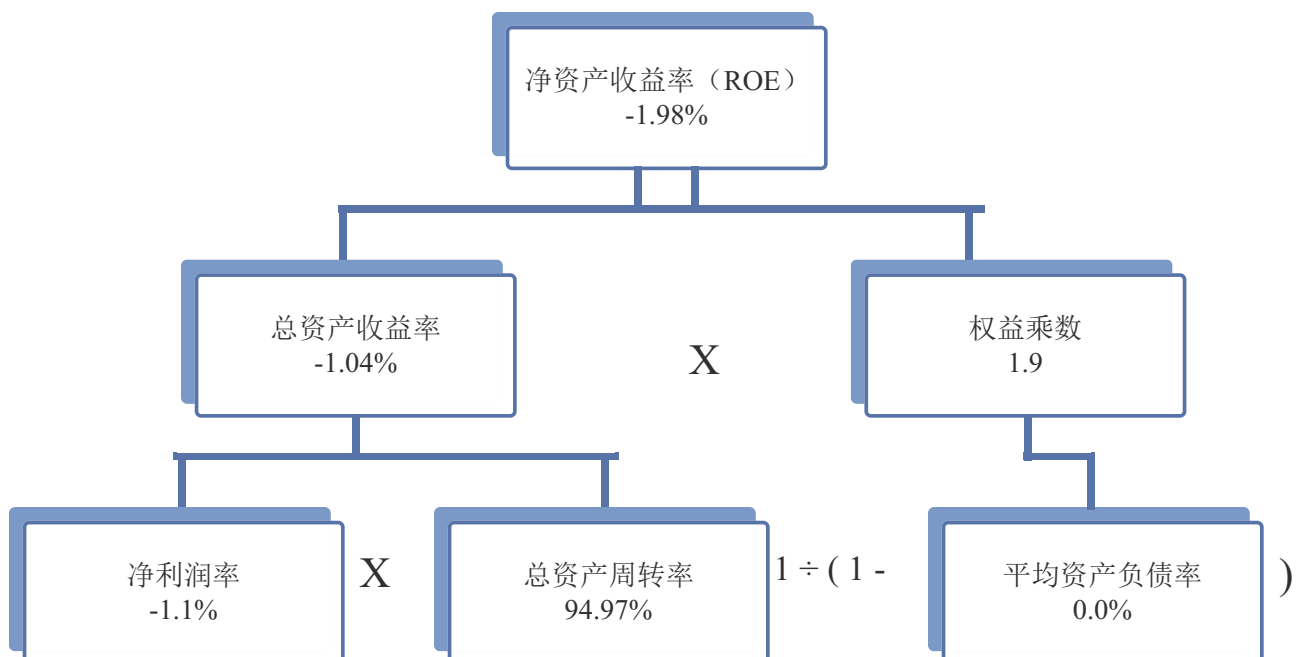 净资产收益率（ROE）
-1.98%
总资产收益率
-1.04%
X
权益乘数
1.9
净利润率
-1.1%
X
总资产周转率
94.97%
1 ÷ ( 1 -
平均资产负债率
0.0%
)